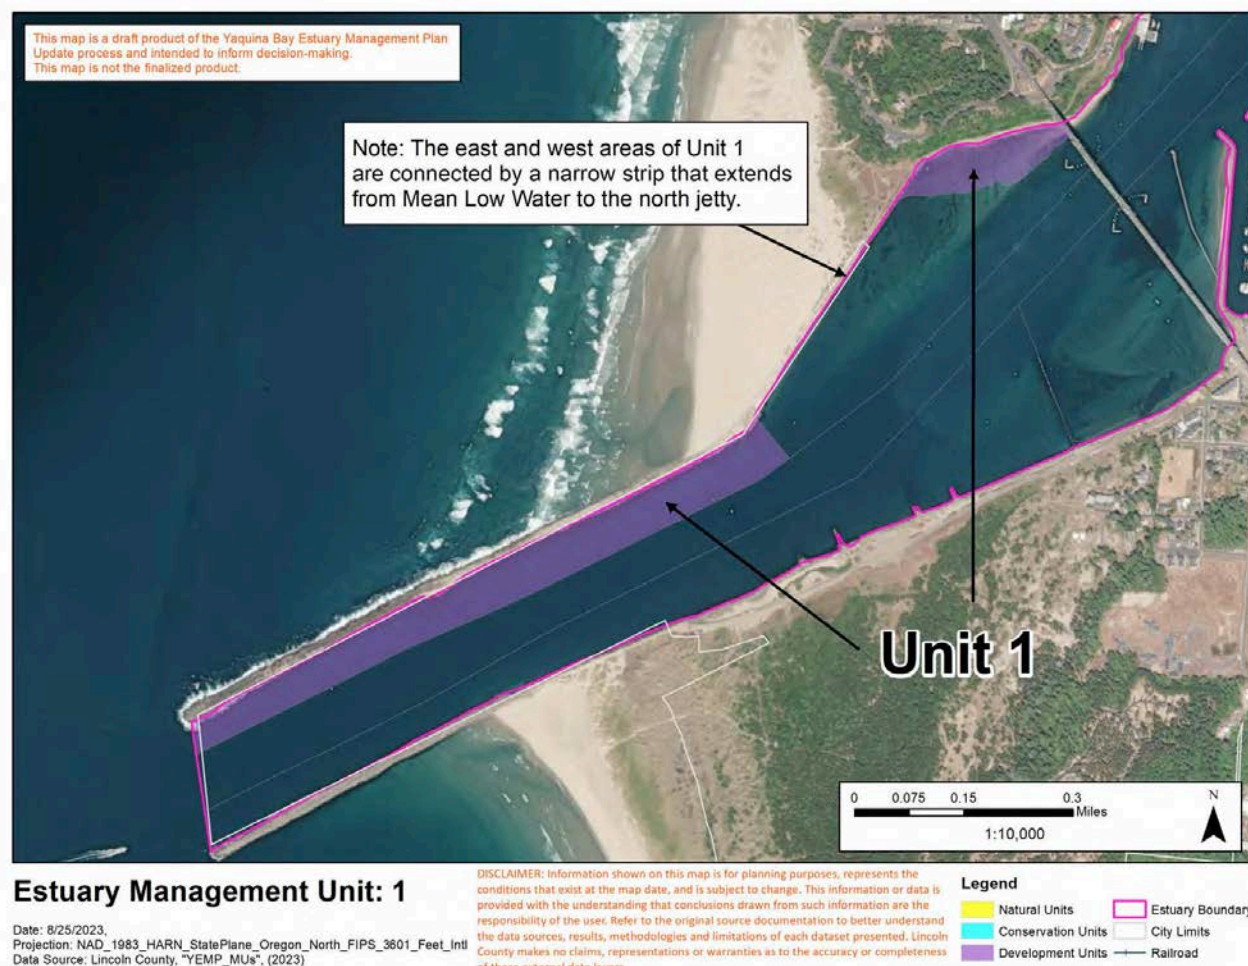 This map is a draft product of the Yaquina Bay Estuary Management Plan
Update process and intended to inform decision-making.
This map is not the finalized product.
Note: The east and west areas of Unit 1
are connected by a narrow strip that extends
from Mean Low Water to the north jetty.
Unit 1
0 0.075 0.15 0.3
Miles
1:10,000
N
Estuary Management Unit: 1
Date: 8/25/2023,
Projection: NAD_1983_HARN_StatePlane_Oregon_North_FIPS_3601_Feet_Intl
Data Source: Lincoln County, "YEMP_MUs", (2023)
DISCLAIMER: Information shown on this map is for planning purposes, represents the
conditions that exist at the map date, and is subject to change. This information or data is
provided with the understanding that conclusions drawn from such information are the
responsibility of the user. Refer to the original source documentation to better understand
the data sources, results, methodologies and limitations of each dataset presented. Lincoln
County makes no claims, representations or warranties as to the accuracy or completeness
Legend
Natural Units
Conservation Units
Development Units
Estuary Boundary
City Limits
Railroad